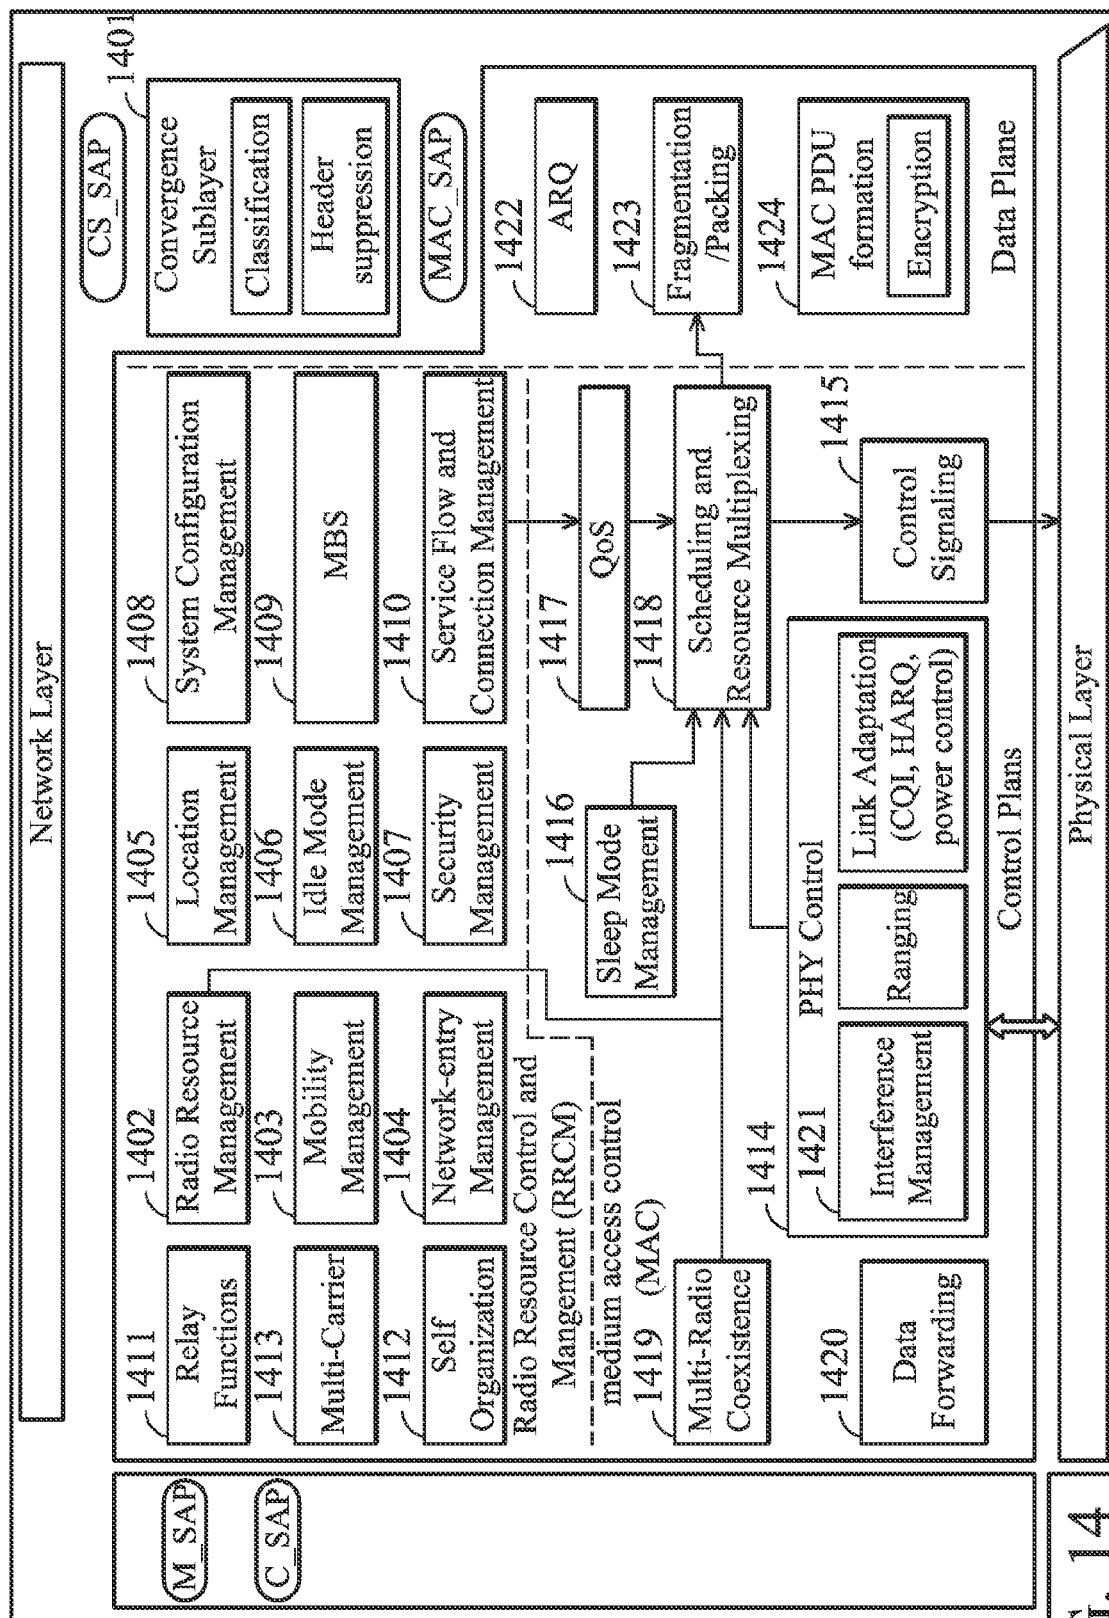 Network Layer
M_SAP
C_SAP
CS_SAP
1401
Convergence
Sublayer
Classification
Header
suppression
MAC_SAP
1411
Relay
Functions
1413
Multi-Carrier
1412
Self
Organization
1402
Radio Resource
Management
1403
Mobility
Management
1404
Network-entry
Management
1405
Location
Management
1406
Idle Mode
Management
1407
Security
Management
1408
System Configuration
Management
1409
MBS
1410
Service Flow and
Connection Management
Radio Resource Control and
Mangement (RRCM)
medium access control
(MAC)
1419
Multi-Radio
Coexistence
1420
Data
Forwarding
1416
Sleep Mode
Management
1417
QoS
1418
Scheduling and
Resource Multiplexing
1414
PHY Control
1421
Interference
Management
Ranging
Link Adaptation
(CQI, HARQ,
power control)
1415
Control
Signaling
Control Plans
1422
ARQ
1423
Fragmentation
/Packing
1424
MAC PDU
formation
Encryption
Data Plane
Physical Layer
14